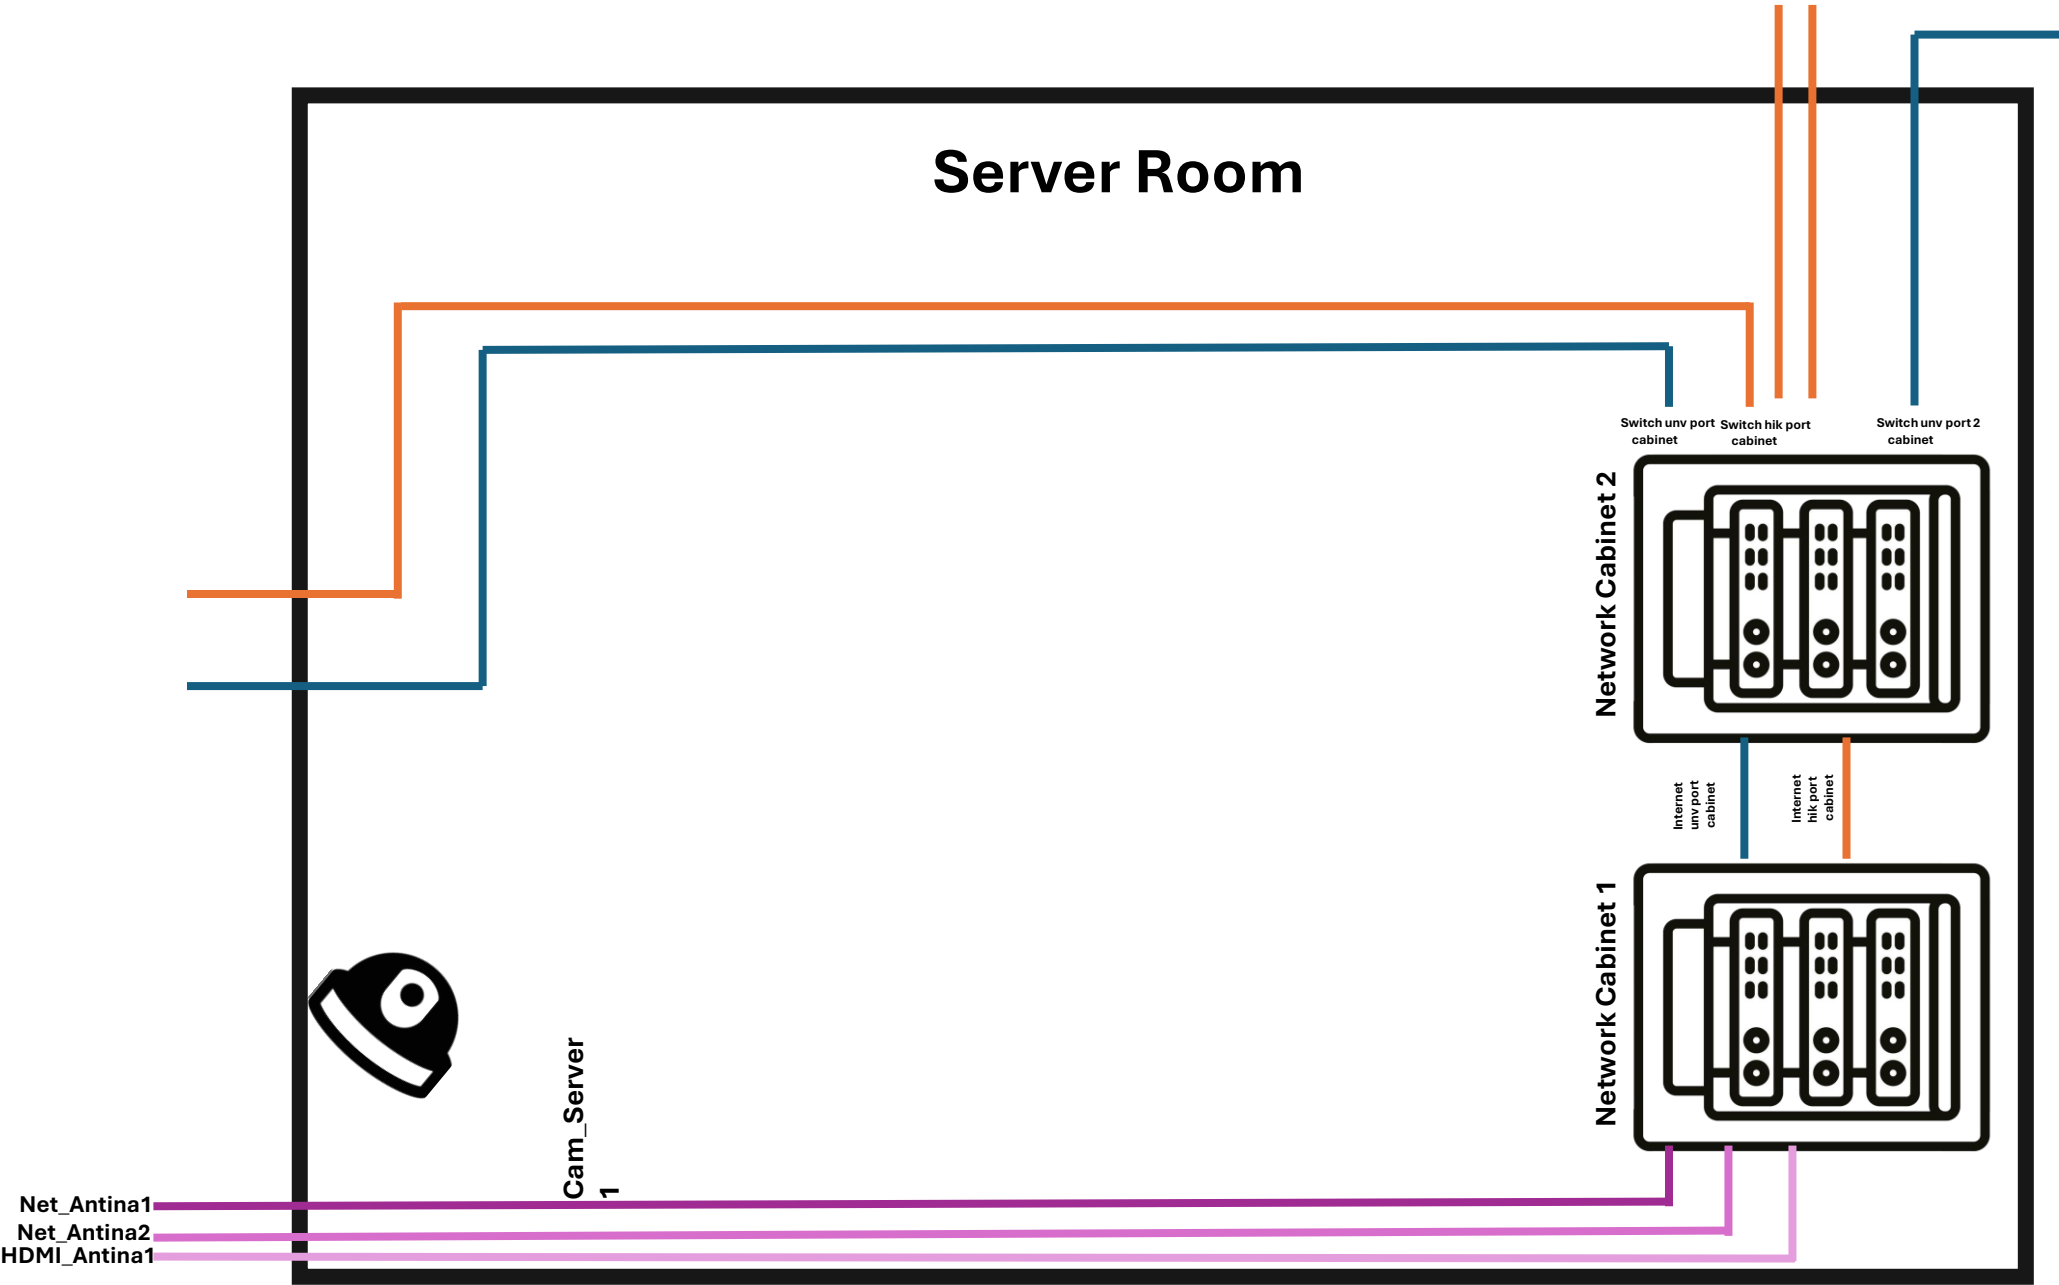 Server Room
Switch unv port
cabinet
Switch hik port
cabinet
Switch unv port 2
cabinet
Network Cabinet 2
Internet
unv port
cabinet
Internet
hik port
cabinet
Network Cabinet 1
Cam_Server
1
Net_Antina1
Net_Antina2
HDMI_Antina1